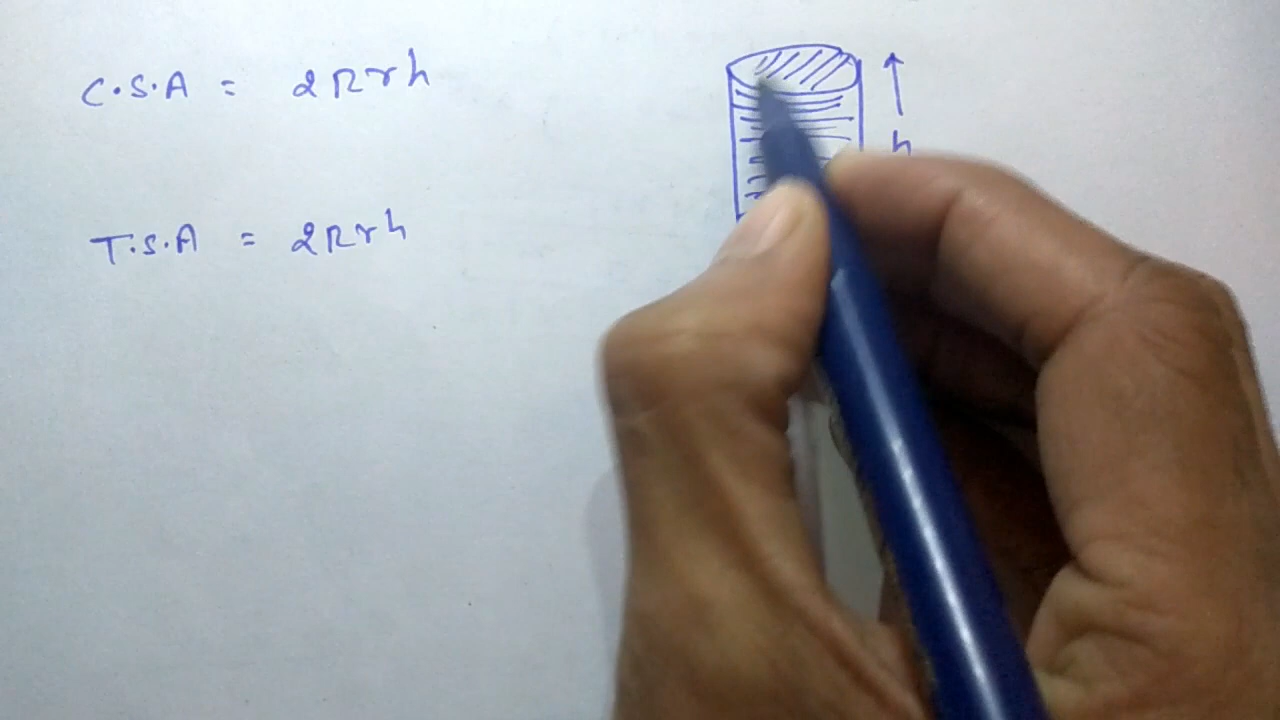 C.S.A = 2πrh
h
T.S.A = 2πrh